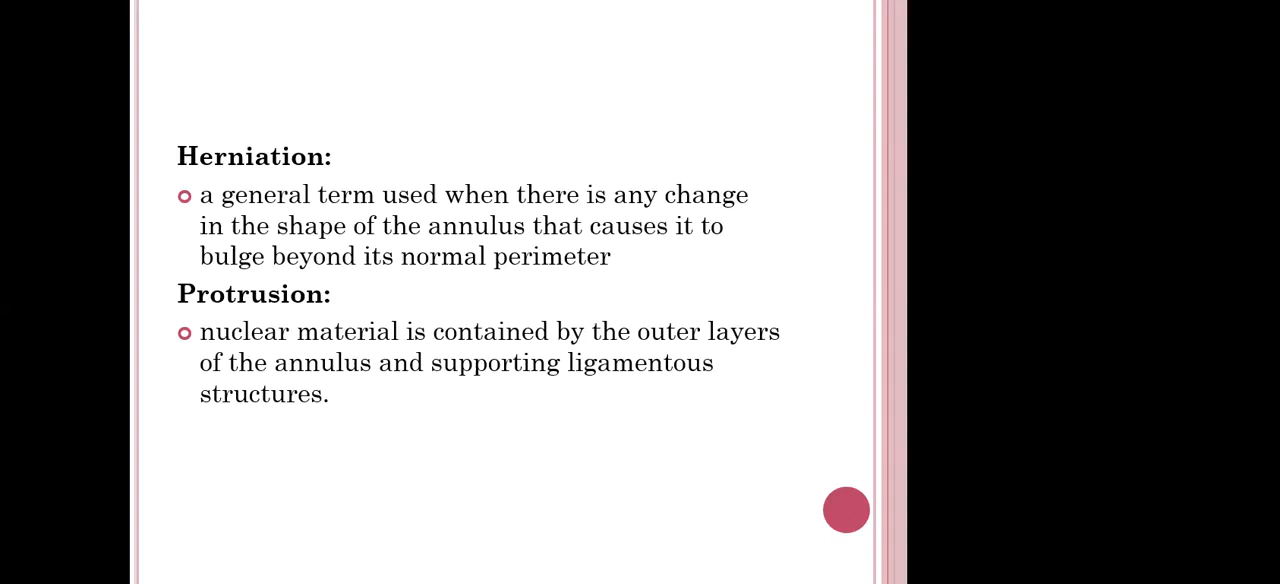 Herniation:
a general term used when there is any change
in the shape of the annulus that causes it to
bulge beyond its normal perimeter
Protrusion:
nuclear material is contained by the outer layers
of the annulus and supporting ligamentous
structures.